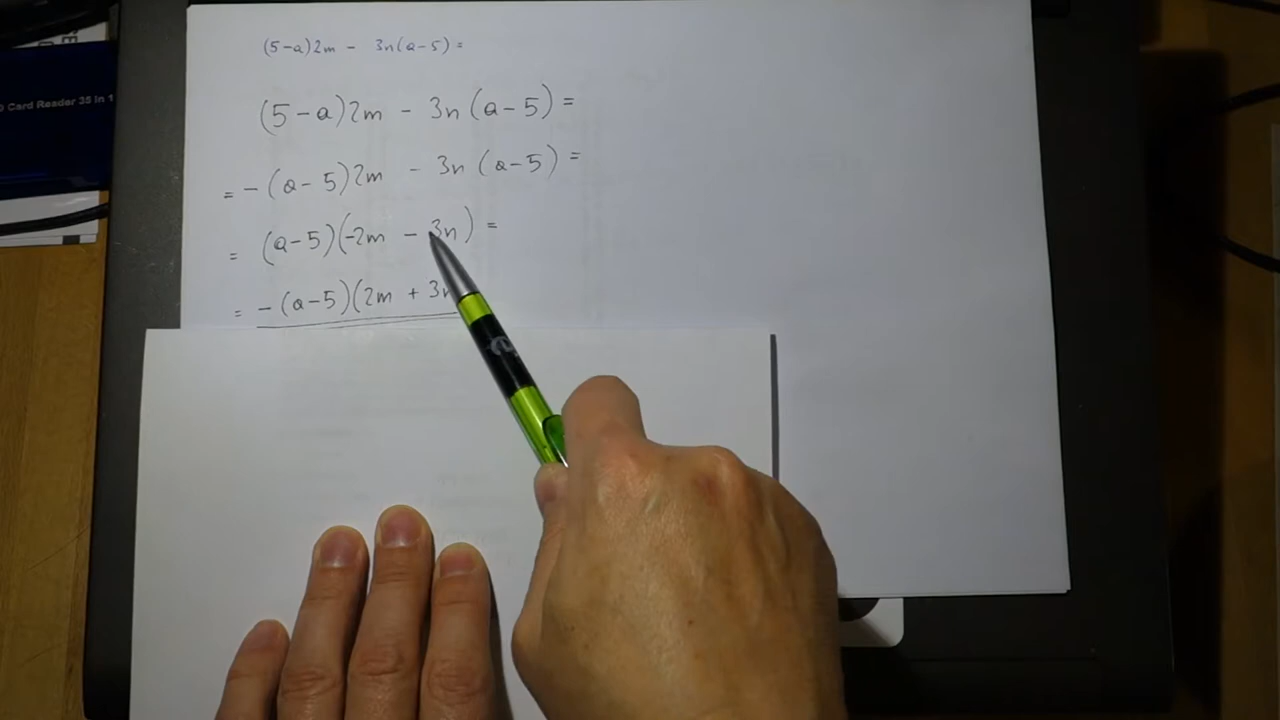 Card Reader 35 in 1
(5-a)2m - 3n(a-5) =
(5-a)2m - 3n(a-5) =
= -(a-5)2m - 3n(a-5) =
= (a-5)(-2m - 3n) =
= -(a-5)(2m + 3n